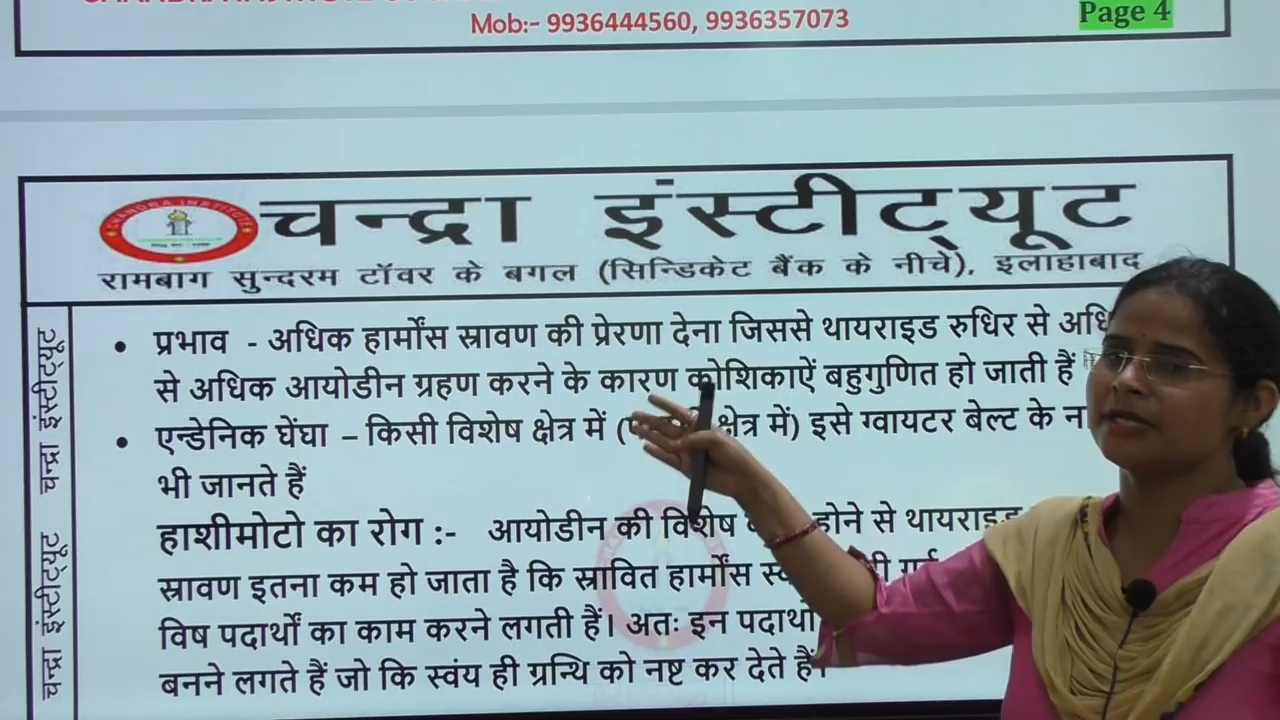 Mob:- 9936444560, 9936357073
Page 4
CHANDRA INSTITUTE
चन्द्रा इंस्टीट्यूट
रामबाग सुन्दरम टॉवर के बगल (सिन्डिकेट बैंक के नीचे), इलाहाबाद
• प्रभाव - अधिक हार्मोंस स्रावण की प्रेरणा देना जिससे थायराइड रुधिर से
से अधिक आयोडीन ग्रहण करने के कारण कोशिकाऐं बहुगुणित हो जाती हैं
• एन्डेनिक घेंघा – किसी विशेष क्षेत्र में ( क्षेत्र में) इसे ग्वायटर बेल्ट के
भी जानते हैं
हाशीमोटो का रोग :- आयोडीन की विशेष होने से थायराइड
स्रावण इतना कम हो जाता है कि स्रावित हार्मोंस
विष पदार्थों का काम करने लगती हैं। अतः इन
बनने लगते हैं जो कि स्वंय ही ग्रन्थि को नष्ट कर देते हैं।
चन्द्रा इंस्टीट्यूट
चन्द्रा इंस्टीट्यूट